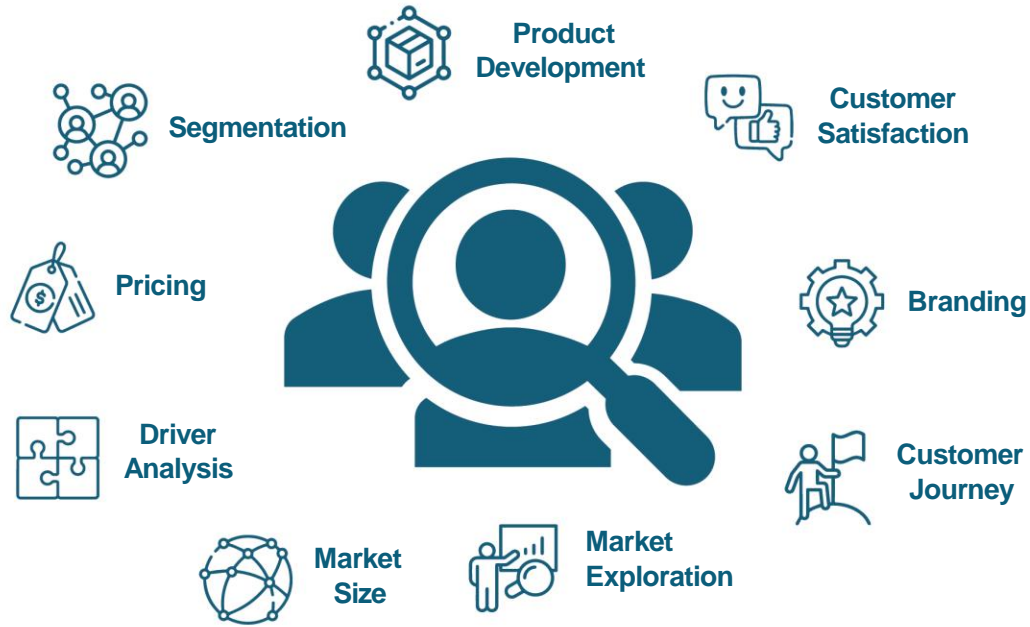 Product
Development
Segmentation
Customer
Satisfaction
Pricing
$
Branding
Driver
Analysis
Customer
Journey
Market
Size
Market
Exploration